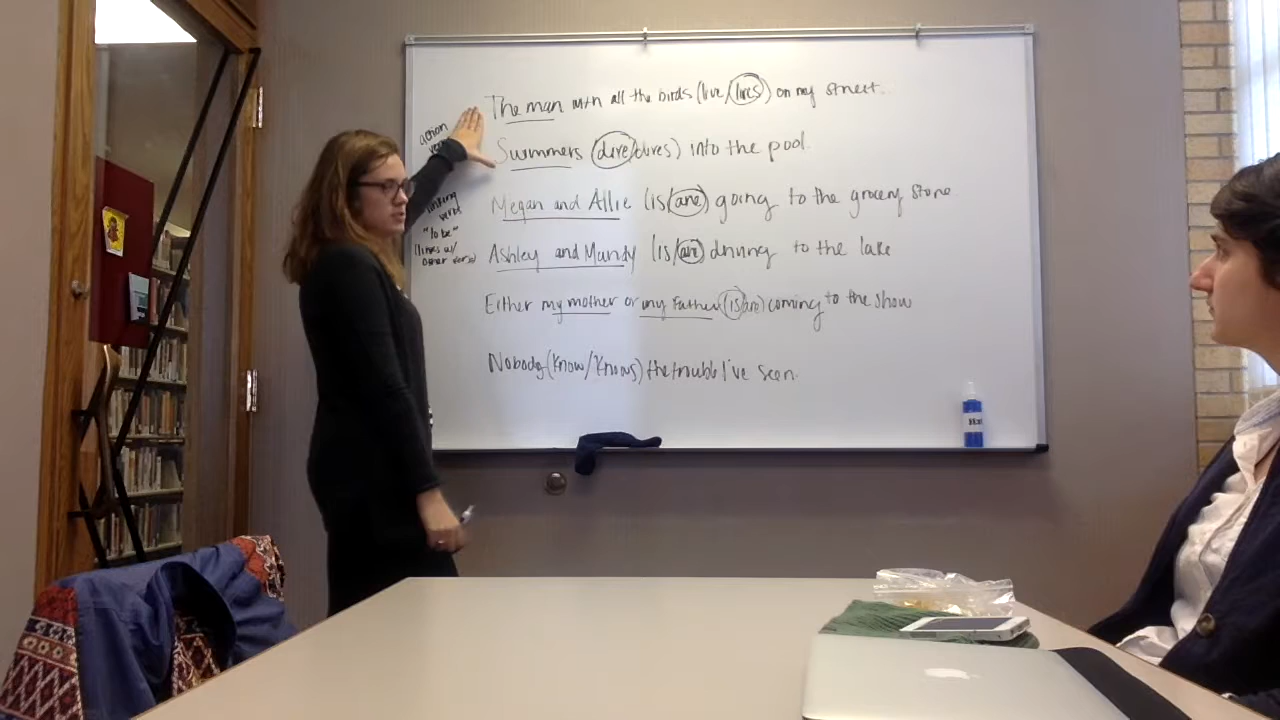 The man with all the birds (live/lives) on my street.
action
Swimmers (dive/dives) into the pool.
linking
verbs
"to be"
(lines w/
other verbs)
Megan and Allie (is/are) going to the grocery store
Ashley and Mandy (is/are) driving to the lake
Either my mother or my Father (is/are) coming to the show
Nobody (know/knows) the trouble I've seen.